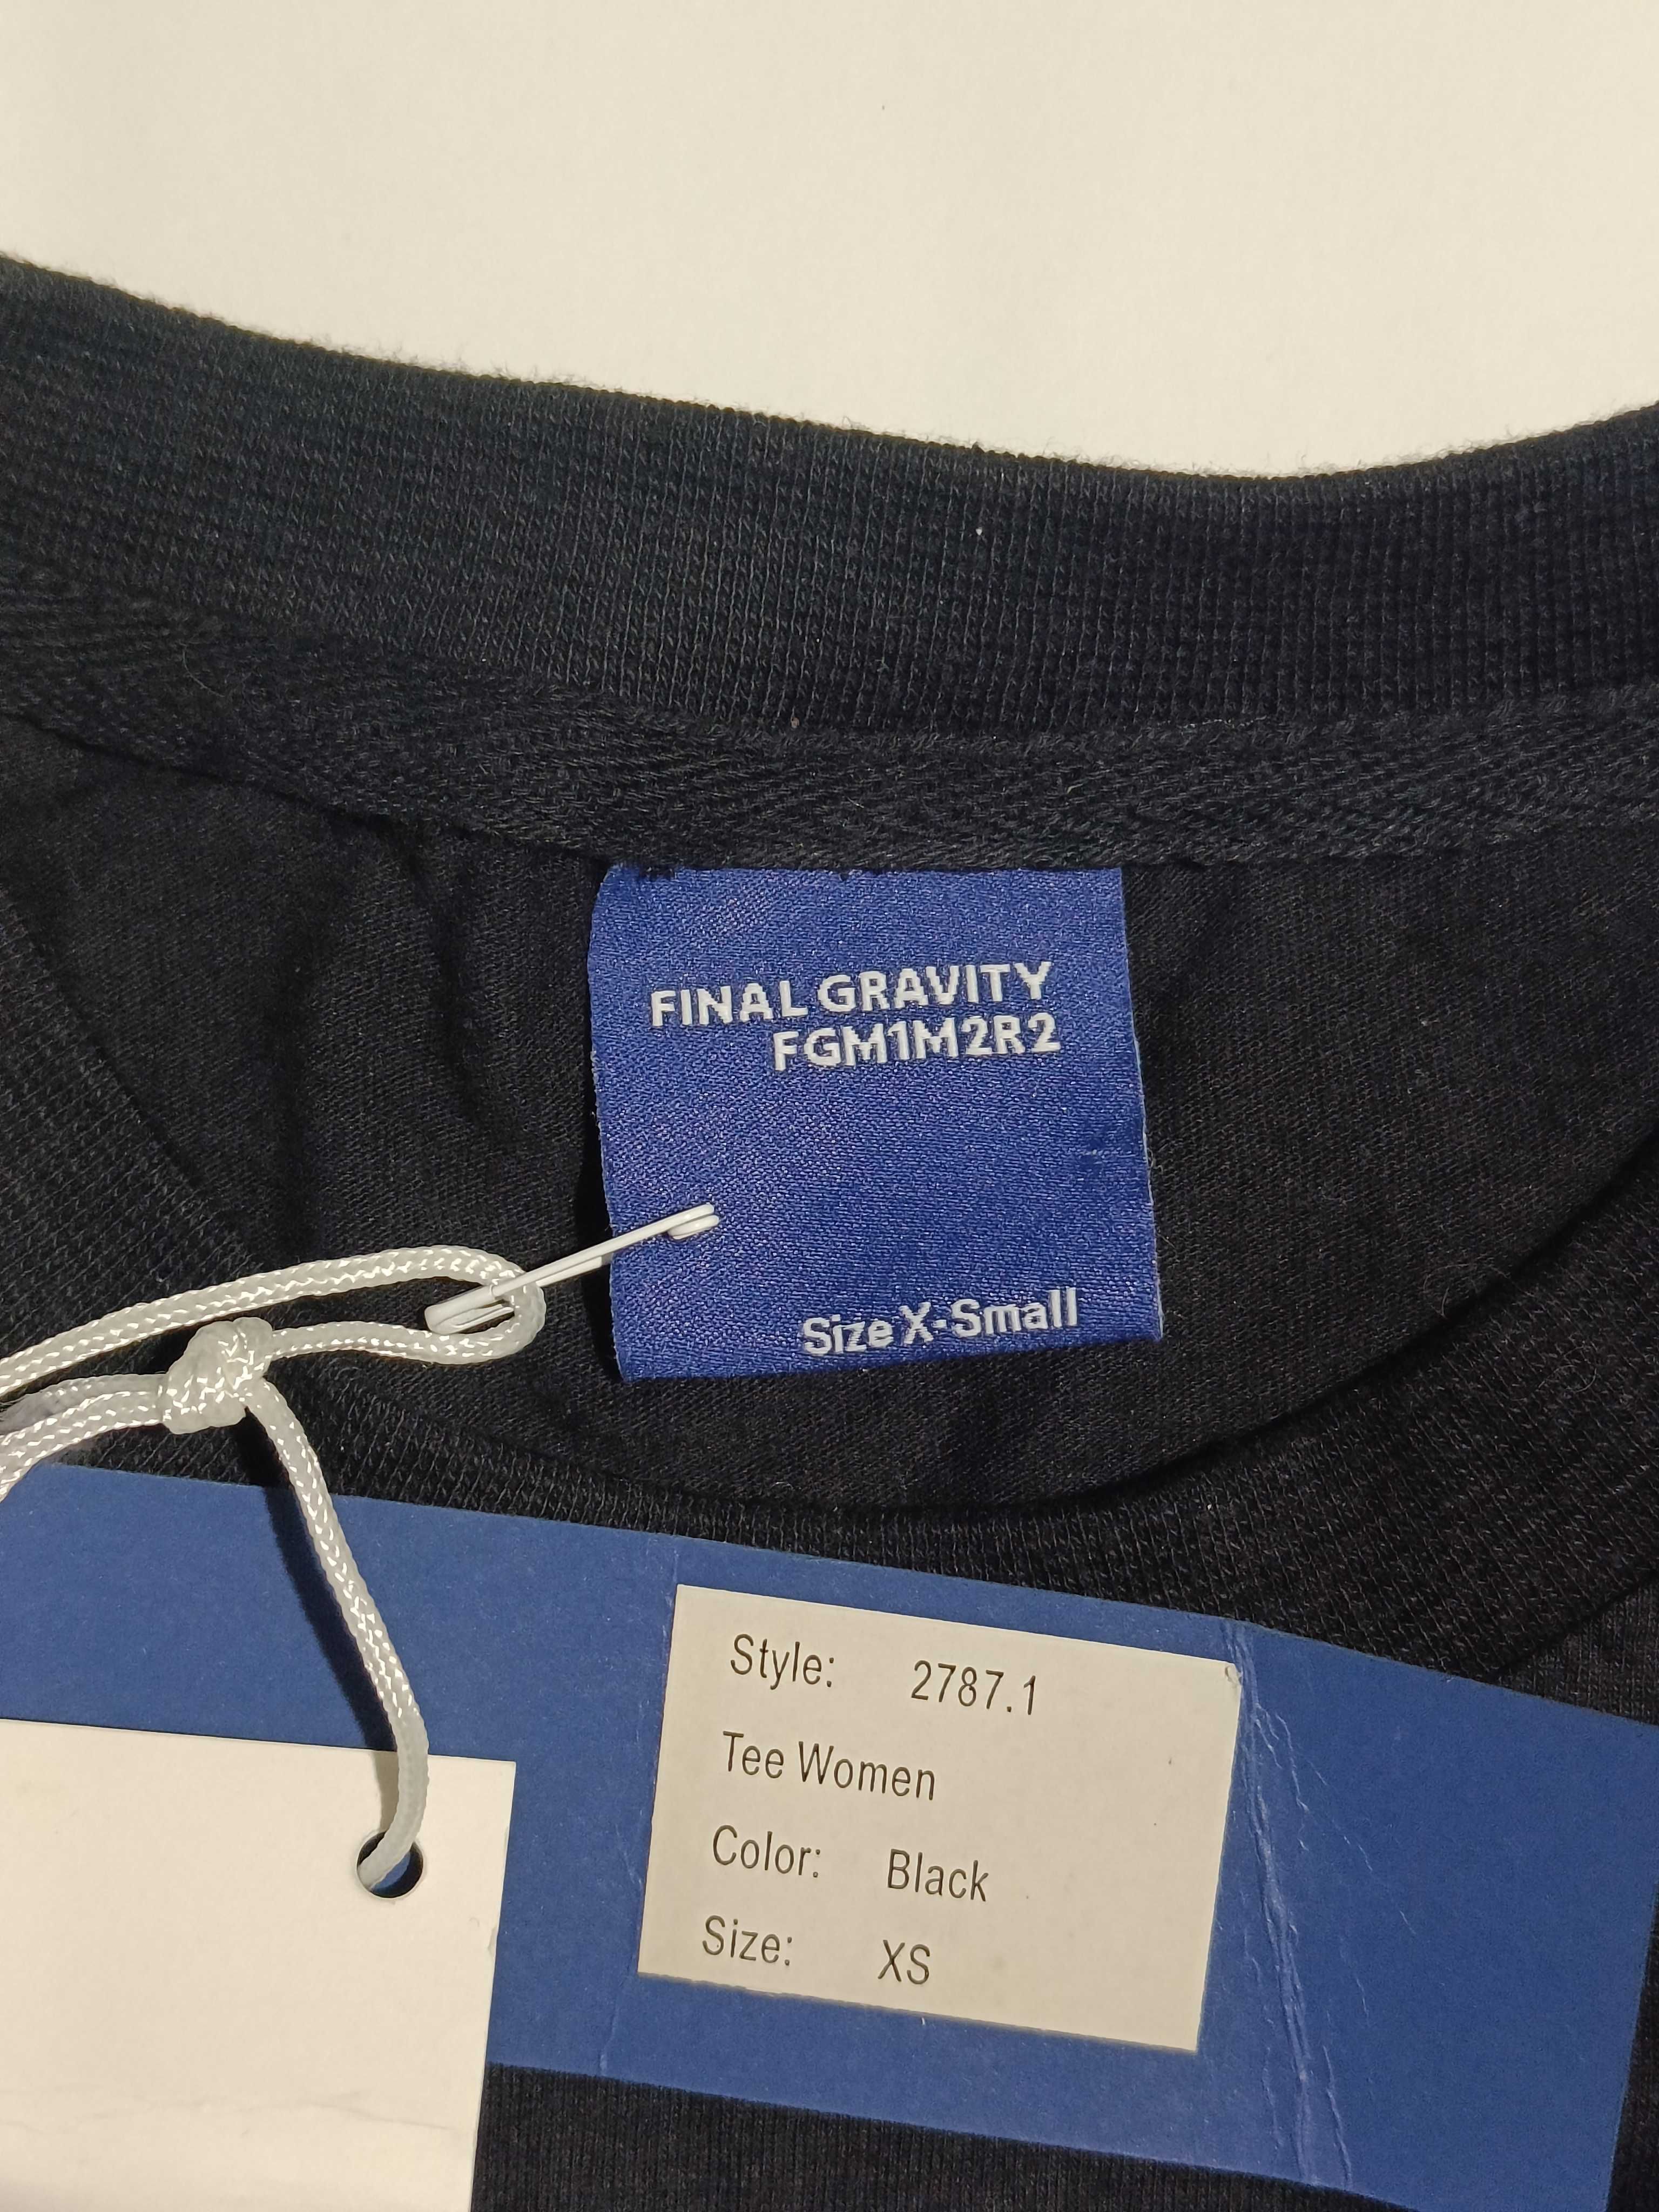 FINAL GRAVITY
FGM1M2R2
Size X-Small
Style: 2787.1
Tee Women
Color: Black
Size: XS